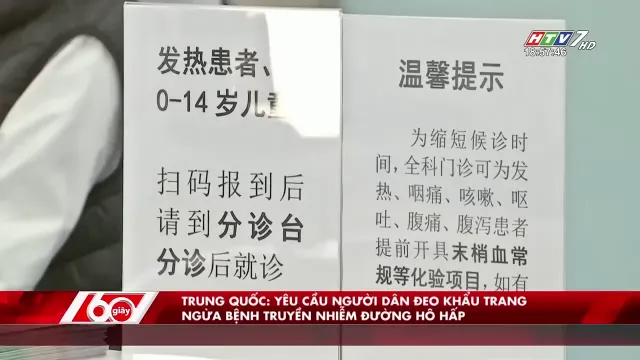 HTV7 HD
18:57:46
发热患者、
0-14岁儿童
扫码报到后
请到分诊台
分诊后就诊
温馨提示
为缩短候诊时
间，全科门诊可为发
热、咽痛、咳嗽、呕
吐、腹痛、腹泻患者
提前开具末梢血常
规等化验项目，如有
60 giây
TRUNG QUỐC: YÊU CẦU NGƯỜI DÂN ĐEO KHẨU TRANG
NGỪA BỆNH TRUYỀN NHIỄM ĐƯỜNG HÔ HẤP